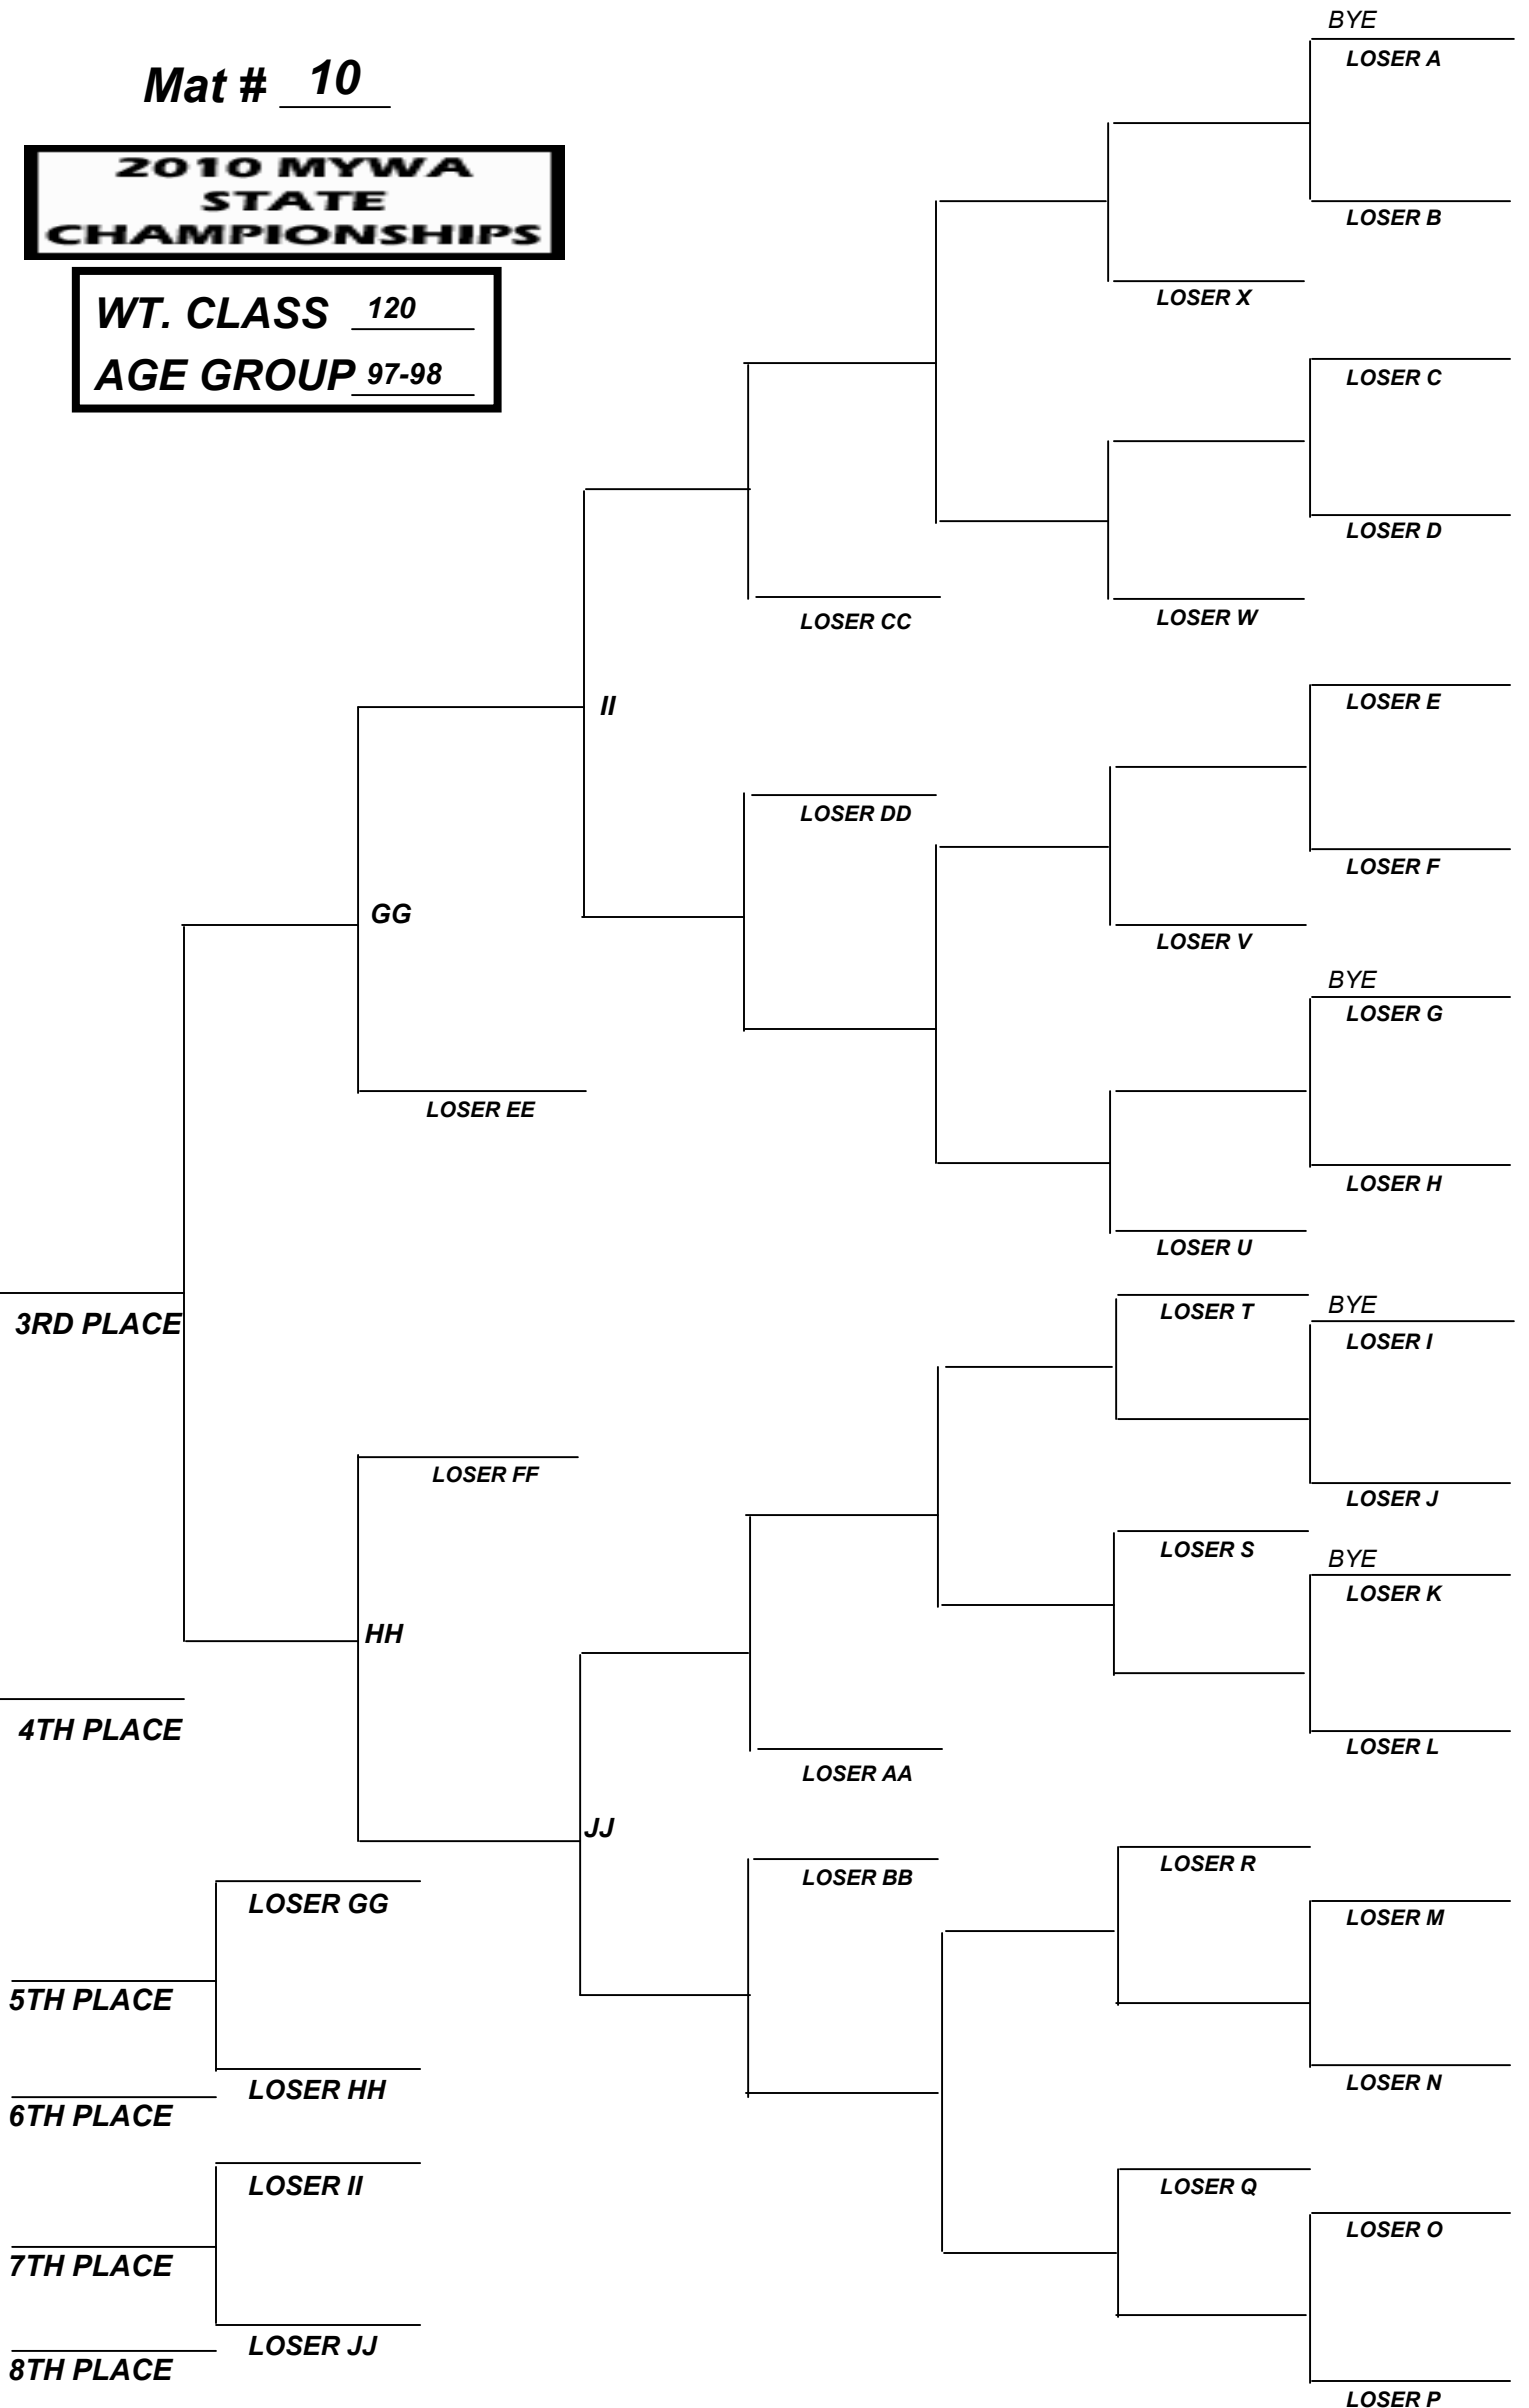 Mat # 10
2010 MYWA
STATE
CHAMPIONSHIPS
WT. CLASS 120
AGE GROUP 97-98
BYE
LOSER A
LOSER B
LOSER X
LOSER C
LOSER D
LOSER W
LOSER CC
LOSER E
II
LOSER DD
LOSER F
GG
LOSER V
BYE
LOSER G
LOSER EE
LOSER H
LOSER U
3RD PLACE
LOSER T
BYE
LOSER I
LOSER FF
LOSER J
LOSER S
BYE
LOSER K
HH
4TH PLACE
LOSER L
LOSER AA
JJ
LOSER BB
LOSER R
LOSER GG
LOSER M
5TH PLACE
LOSER HH
LOSER N
6TH PLACE
LOSER II
LOSER Q
LOSER O
7TH PLACE
LOSER JJ
8TH PLACE
LOSER P